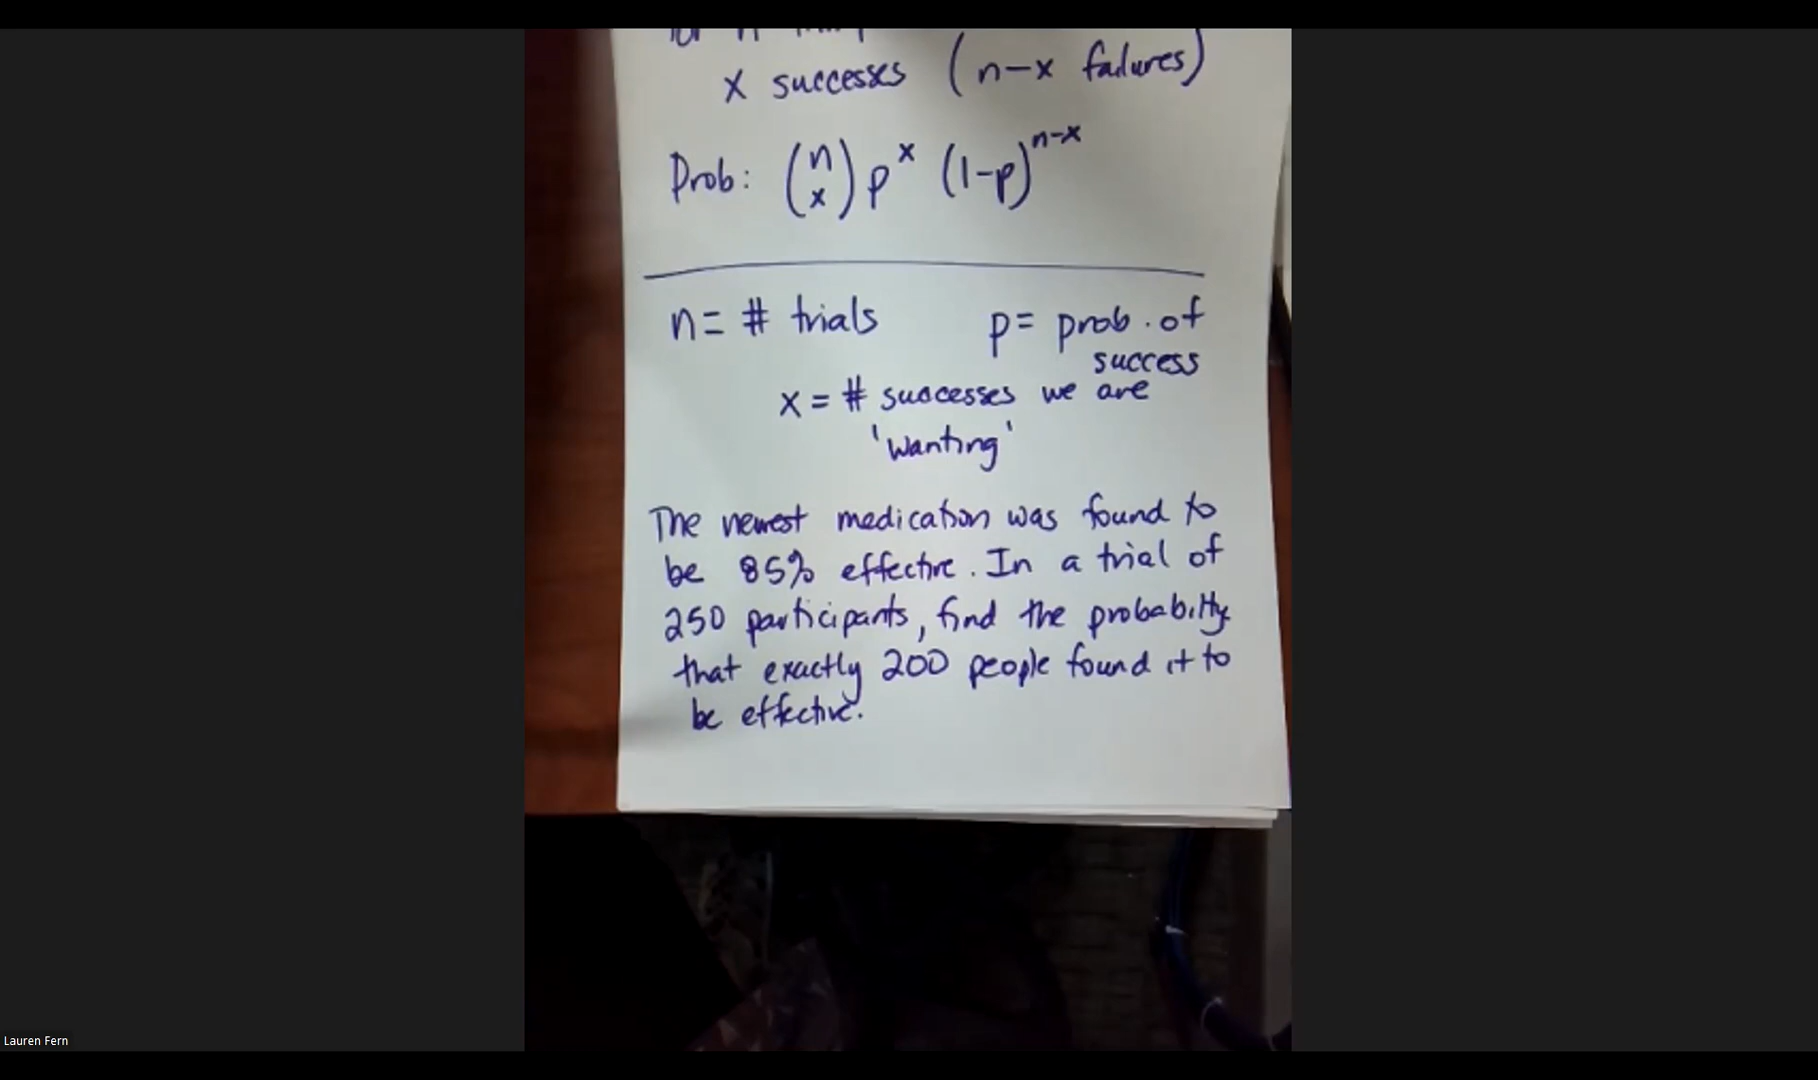 x successes (n-x failures)
Prob: (n x) p^x (1-p)^n-x
n = # trials p = prob. of
success
x = # successes we are
'wanting'
The newest medication was found to
be 85% effective. In a trial of
250 participants, find the probability
that exactly 200 people found it to
be effective.
Lauren Fern